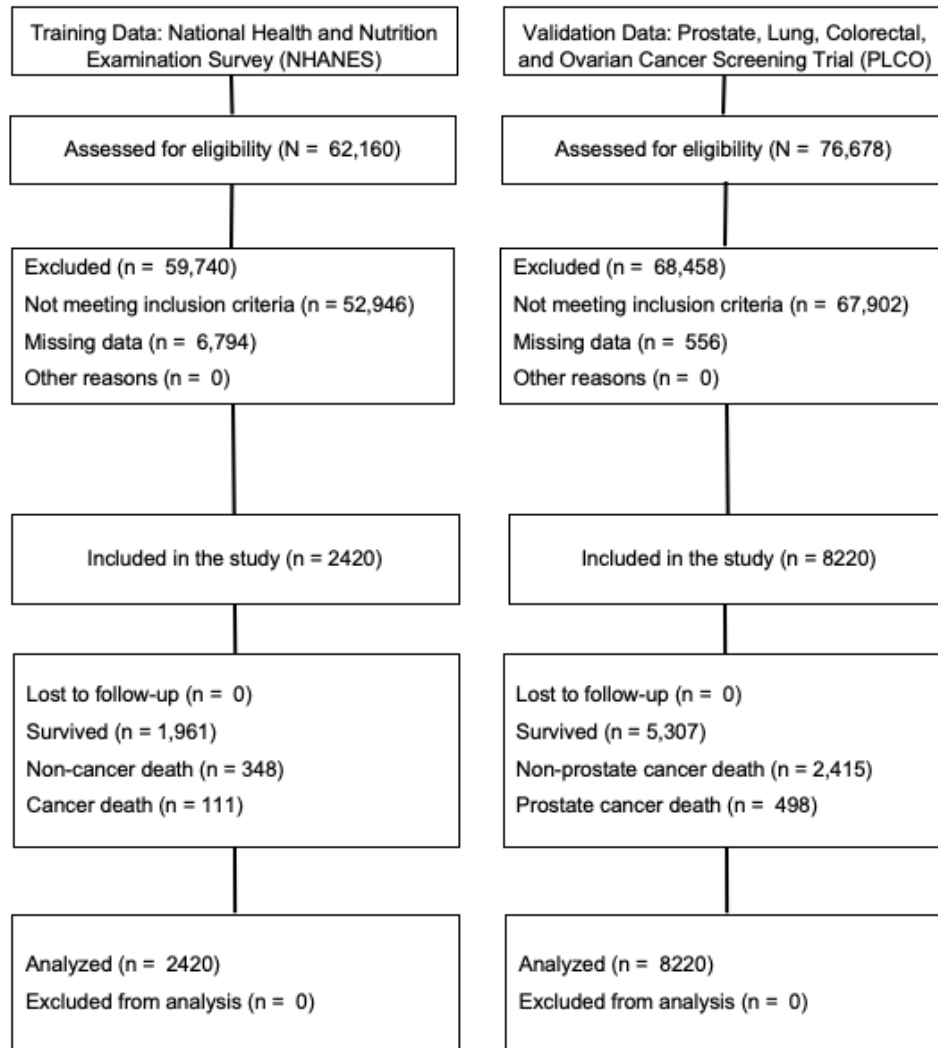 Training Data: National Health and Nutrition
Examination Survey (NHANES)
Assessed for eligibility (N = 62,160)
Excluded (n = 59,740)
Not meeting inclusion criteria (n = 52,946)
Missing data (n = 6,794)
Other reasons (n = 0)
Included in the study (n = 2420)
Lost to follow-up (n = 0)
Survived (n = 1,961)
Non-cancer death (n = 348)
Cancer death (n = 111)
Analyzed (n = 2420)
Excluded from analysis (n = 0)
Validation Data: Prostate, Lung, Colorectal,
and Ovarian Cancer Screening Trial (PLCO)
Assessed for eligibility (N = 76,678)
Excluded (n = 68,458)
Not meeting inclusion criteria (n = 67,902)
Missing data (n = 556)
Other reasons (n = 0)
Included in the study (n = 8220)
Lost to follow-up (n = 0)
Survived (n = 5,307)
Non-prostate cancer death (n = 2,415)
Prostate cancer death (n = 498)
Analyzed (n = 8220)
Excluded from analysis (n = 0)